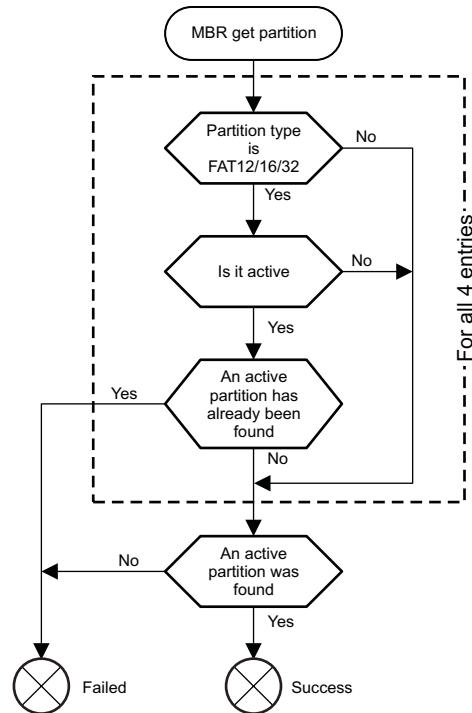 MBR get partition
Partition type
is
FAT12/16/32
No
Yes
Is it active
No
Yes
For all 4 entries
An active
partition has
already been
found
Yes
No
An active
partition was
found
No
Yes
Failed
Success